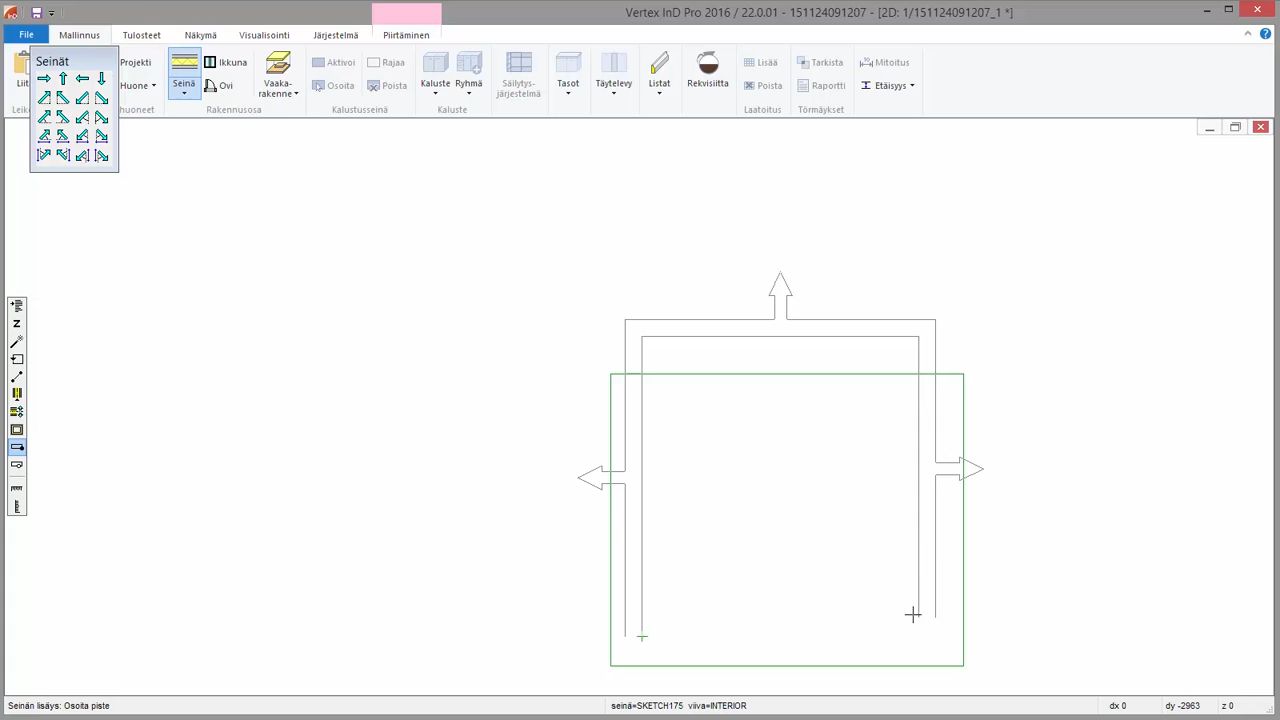 Vertex InD Pro 2016 / 22.0.01 - 151124091207 - [2D: 1/151124091207_1 *]
File
Mallinnus
Tulosteet
Näkymä
Visualisointi
Järjestelmä
Piirtäminen
Seinät
Projekti
Huone
Seinä
Ikkuna
Ovi
Vaaka-
rakenne
Aktivoi
Osoita
Rajaa
Poista
Kaluste
Ryhmä
Säilytys-
järjestelmä
Tasot
Täytelevy
Listat
Rekvisiitta
Lisää
Poista
Tarkista
Raportti
Mitoitus
Etäisyys
Rakennusosa
Kalustusseinä
Kaluste
Laatoitus
Törmäykset
Seinän lisäys: Osoita piste
seinä=SKETCH175 viiva=INTERIOR
dx 0
dy -2963
z 0